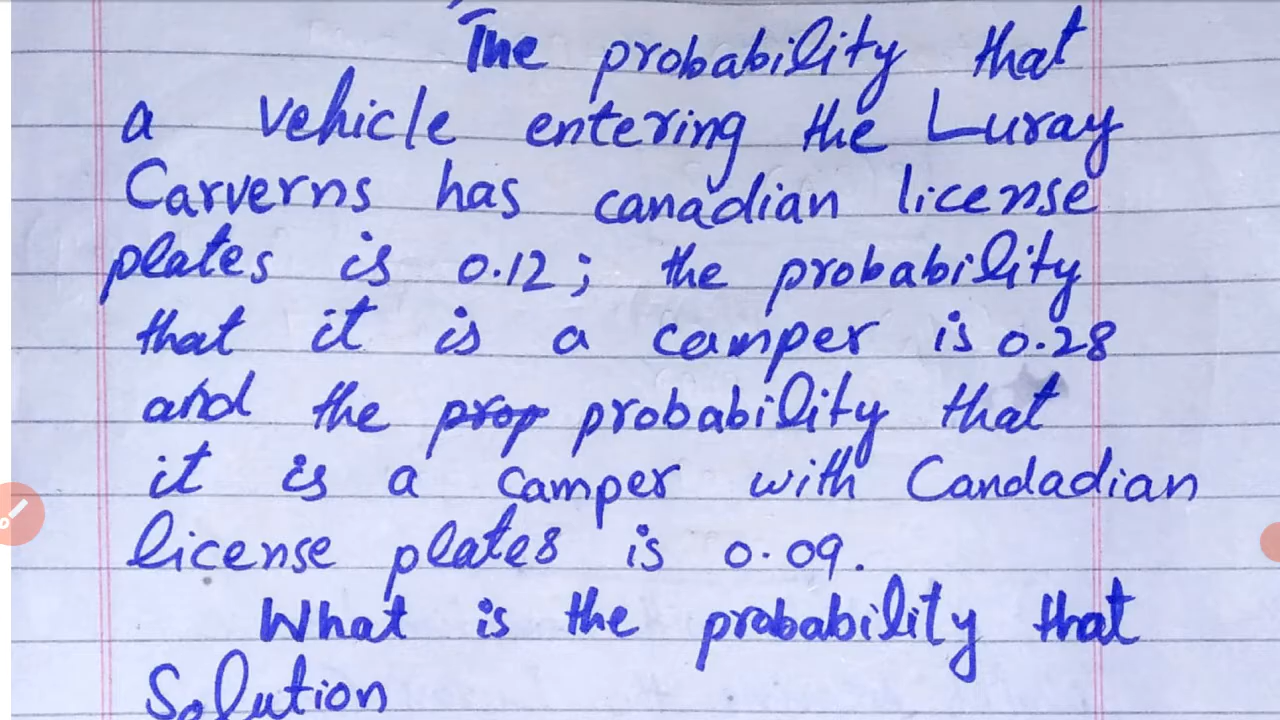 The probability that
a vehicle entering the Luray
Carverns has canadian license
plates is 0.12; the probability
that it is a camper is 0.28
and the prop probability that
it is a camper with Candadian
license plates is 0.09.
What is the probability that
Solution